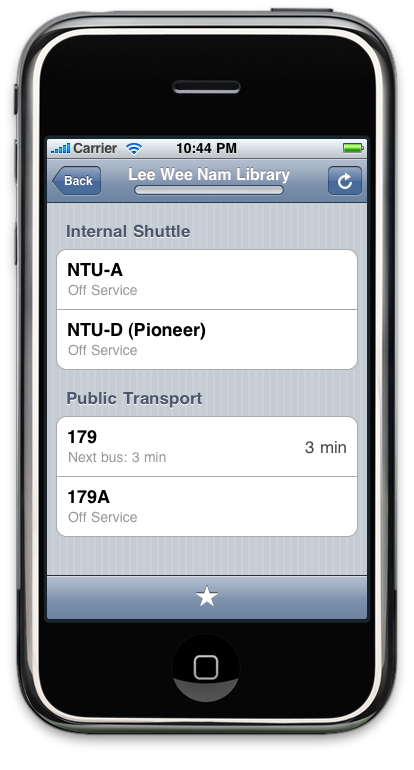 Carrier 10:44 PM
Back Lee Wee Nam Library
Internal Shuttle
NTU-A
Off Service
NTU-D (Pioneer)
Off Service
Public Transport
179
Next bus: 3 min 3 min
179A
Off Service